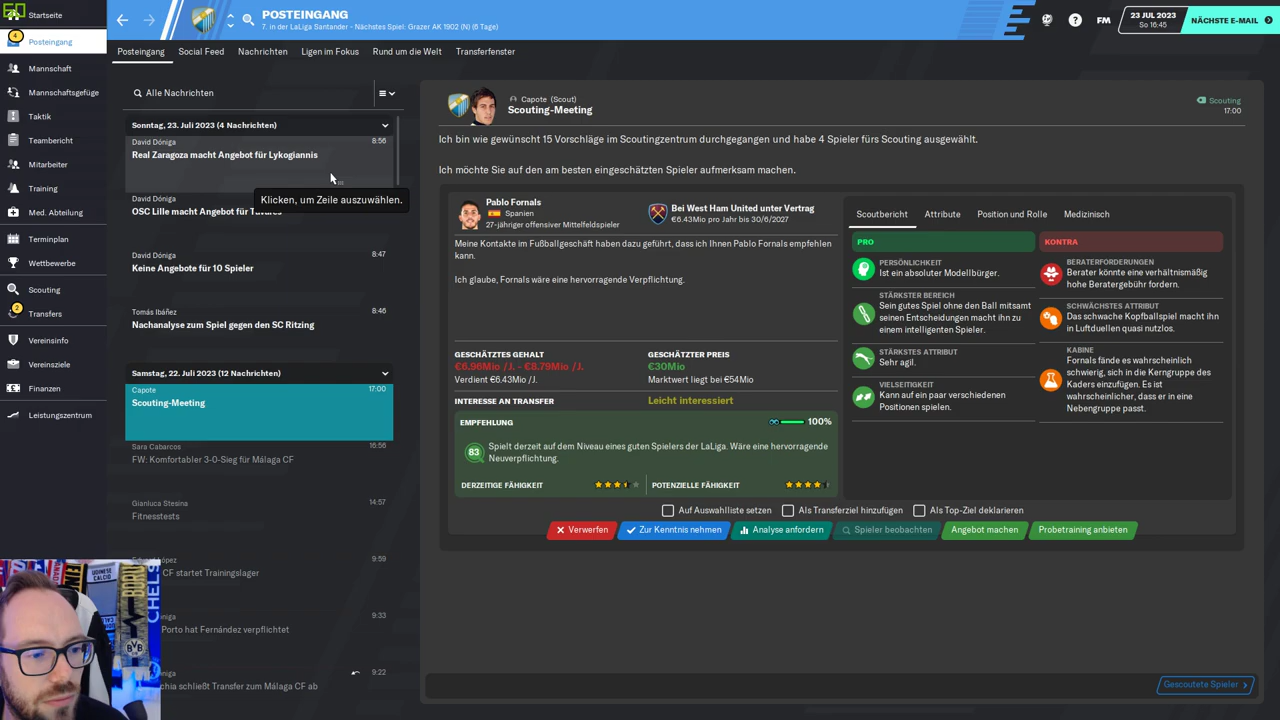 Startseite
Posteingang
4
Mannschaft
Mannschaftsgefüge
Taktik
Teambericht
Mitarbeiter
Training
Med. Abteilung
Terminplan
Wettbewerbe
Scouting
2
Transfers
Vereinsinfo
Vereinsziele
Finanzen
Leistungszentrum
POSTEINGANG
7. in der LaLiga Santander - Nächstes Spiel: Grazer AK 1902 (N) (6 Tage)
FM
23 JUL 2023
So 16:45
NÄCHSTE E-MAIL
Posteingang
Social Feed
Nachrichten
Ligen im Fokus
Rund um die Welt
Transferfenster
Alle Nachrichten
Sonntag, 23. Juli 2023 (4 Nachrichten)
David Dóniga
8:56
Real Zaragoza macht Angebot für Lykogiannis
David Dóniga
Klicken, um Zeile auszuwählen.
OSC Lille macht Angebot für
David Dóniga
8:47
Keine Angebote für 10 Spieler
Tomás Ibáñez
8:46
Nachanalyse zum Spiel gegen den SC Ritzing
Samstag, 22. Juli 2023 (12 Nachrichten)
Capote
17:00
Scouting-Meeting
Sara Cabarcos
16:56
FW: Komfortabler 3-0-Sieg für Málaga CF
Gianluca Stesina
14:57
Fitnesstests
López
9:59
CF startet Trainingslager
9:33
Porto hat Fernández verpflichtet
9:22
schließt Transfer zum Málaga CF ab
Capote (Scout)
Scouting-Meeting
Scouting
17:00
Ich bin wie gewünscht 15 Vorschläge im Scoutingzentrum durchgegangen und habe 4 Spieler fürs Scouting ausgewählt.
Ich möchte Sie auf den am besten eingeschätzten Spieler aufmerksam machen.
Pablo Fornals
Spanien
27-jähriger offensiver Mittelfeldspieler
Bei West Ham United unter Vertrag
€6.43Mio pro Jahr bis 30/6/2027
Meine Kontakte im Fußballgeschäft haben dazu geführt, dass ich Ihnen Pablo Fornals empfehlen
kann.
Ich glaube, Fornals wäre eine hervorragende Verpflichtung.
GESCHÄTZTES GEHALT
€6.96Mio /J. - €8.79Mio /J.
Verdient €6.43Mio /J.
GESCHÄTZTER PREIS
€30Mio
Marktwert liegt bei €54Mio
INTERESSE AN TRANSFER
Leicht interessiert
EMPFEHLUNG
100%
83
Spielt derzeit auf dem Niveau eines guten Spielers der LaLiga. Wäre eine hervorragende
Neuverpflichtung.
DERZEITIGE FÄHIGKEIT
POTENZIELLE FÄHIGKEIT
Scoutbericht
Attribute
Position und Rolle
Medizinisch
PRO
PERSÖNLICHKEIT
Ist ein absoluter Modellbürger.
STÄRKSTER BEREICH
Sein gutes Spiel ohne den Ball mitsamt
seinen Entscheidungen macht ihn zu
einem intelligenten Spieler.
STÄRKSTES ATTRIBUT
Sehr agil.
VIELSEITIGKEIT
Kann auf ein paar verschiedenen
Positionen spielen.
KONTRA
BERATERFORDERUNGEN
Berater könnte eine verhältnismäßig
hohe Beratergebühr fordern.
SCHWÄCHSTES ATTRIBUT
Das schwache Kopfballspiel macht ihn
in Luftduellen quasi nutzlos.
KABINE
Fornals fände es wahrscheinlich
schwierig, sich in die Kerngruppe des
Kaders einzufügen. Es ist
wahrscheinlicher, dass er in eine
Nebengruppe passt.
Auf Auswahlliste setzen
Als Transferziel hinzufügen
Als Top-Ziel deklarieren
Verwerfen
Zur Kenntnis nehmen
Analyse anfordern
Spieler beobachten
Angebot machen
Probetraining anbieten
Gescoutete Spieler
CHELS
BVB